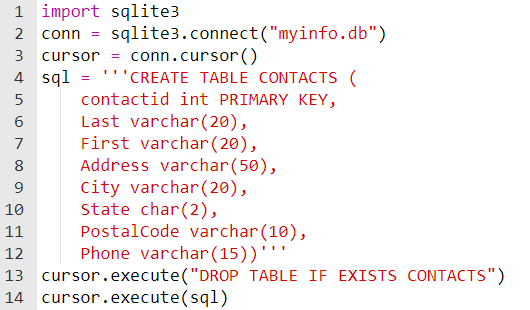 1 import sqlite3
2 conn = sqlite3.connect("myinfo.db")
3 cursor = conn.cursor()
4 sql = '''CREATE TABLE CONTACTS (
5     contactid int PRIMARY KEY,
6     Last varchar(20),
7     First varchar(20),
8     Address varchar(50),
9     City varchar(20),
10     State char(2),
11     PostalCode varchar(10),
12     Phone varchar(15))'''
13 cursor.execute("DROP TABLE IF EXISTS CONTACTS")
14 cursor.execute(sql)